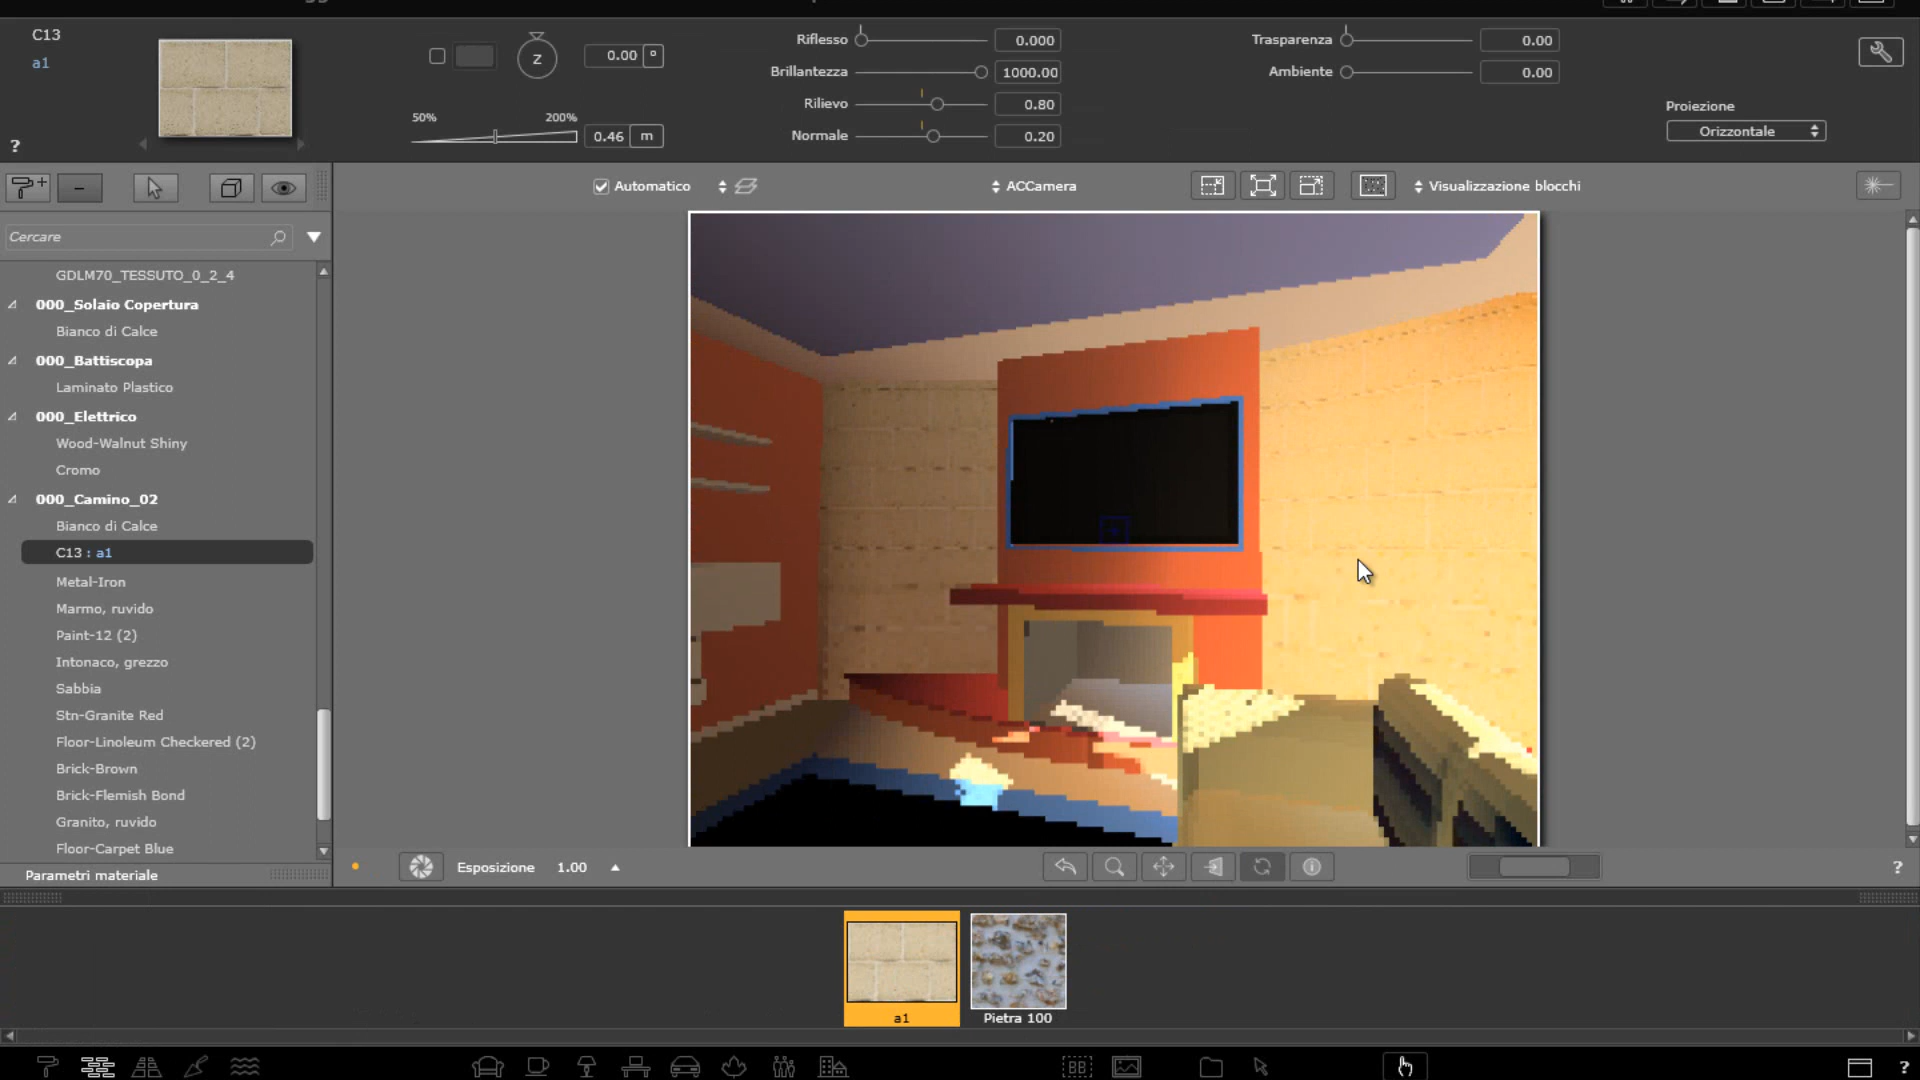 C13
a1
?
0.00 °
50%
200%
0.46 m
Z
Riflesso 0.000
Brillantezza 1000.00
Rilievo 0.80
Normale 0.20
Trasparenza 0.00
Ambiente 0.00
Proiezione
Orizzontale
Automatico
ACCamera
Visualizzazione blocchi
Cercare
GDLM70_TESSUTO_0_2_4
000_Solaio Copertura
Bianco di Calce
000_Battiscopa
Laminato Plastico
000_Elettrico
Wood-Walnut Shiny
Cromo
000_Camino_02
Bianco di Calce
C13 : a1
Metal-Iron
Marmo, ruvido
Paint-12 (2)
Intonaco, grezzo
Sabbia
Stn-Granite Red
Floor-Linoleum Checkered (2)
Brick-Brown
Brick-Flemish Bond
Granito, ruvido
Floor-Carpet Blue
Parametri materiale
Esposizione 1.00
?
a1
Pietra 100
BB
?